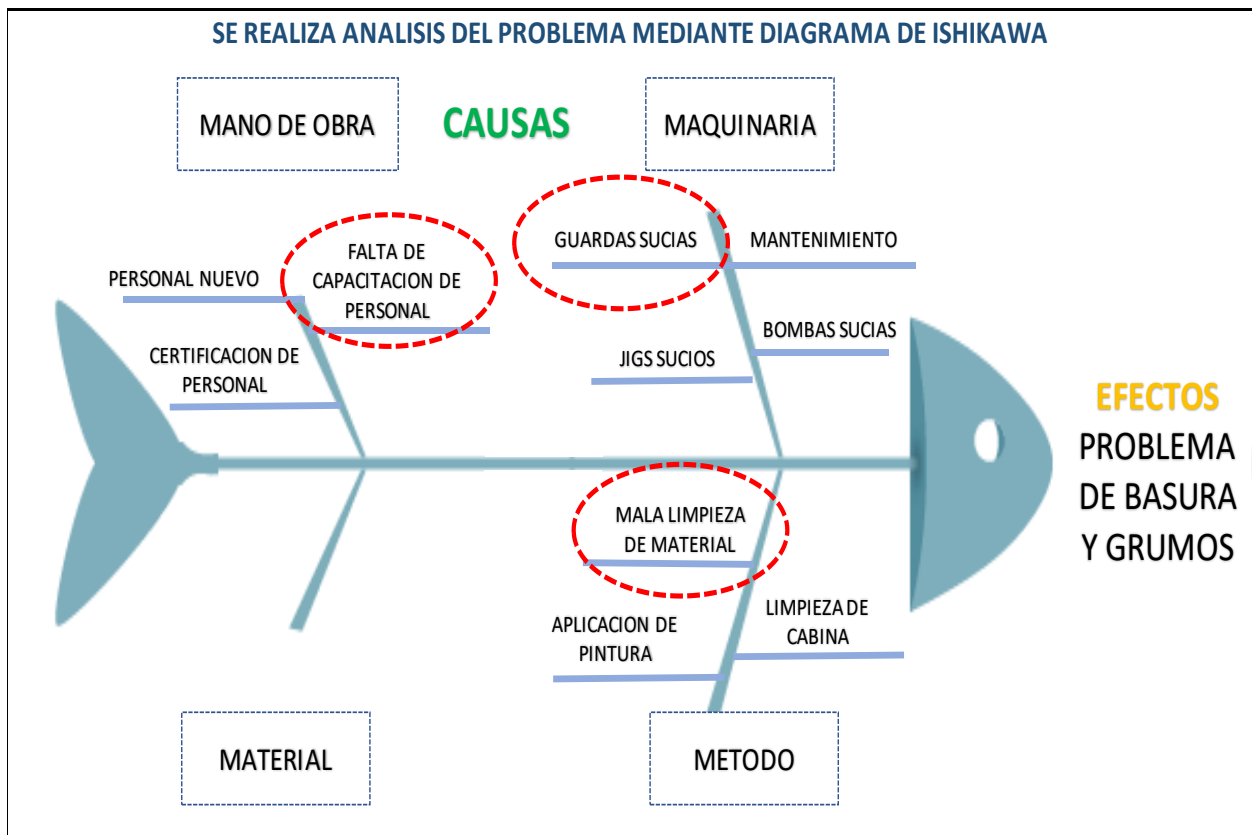 SE REALIZA ANALISIS DEL PROBLEMA MEDIANTE DIAGRAMA DE ISHIKAWA
MANO DE OBRA
CAUSAS
MAQUINARIA
PERSONAL NUEVO
FALTA DE
CAPACITACION DE
PERSONAL
CERTIFICACION DE
PERSONAL
GUARDAS SUCIAS
MANTENIMIENTO
JIGS SUCIOS
BOMBAS SUCIAS
EFECTOS
PROBLEMA
DE BASURA
Y GRUMOS
MALA LIMPIEZA
DE MATERIAL
APLICACION DE
PINTURA
LIMPIEZA DE
CABINA
MATERIAL
METODO